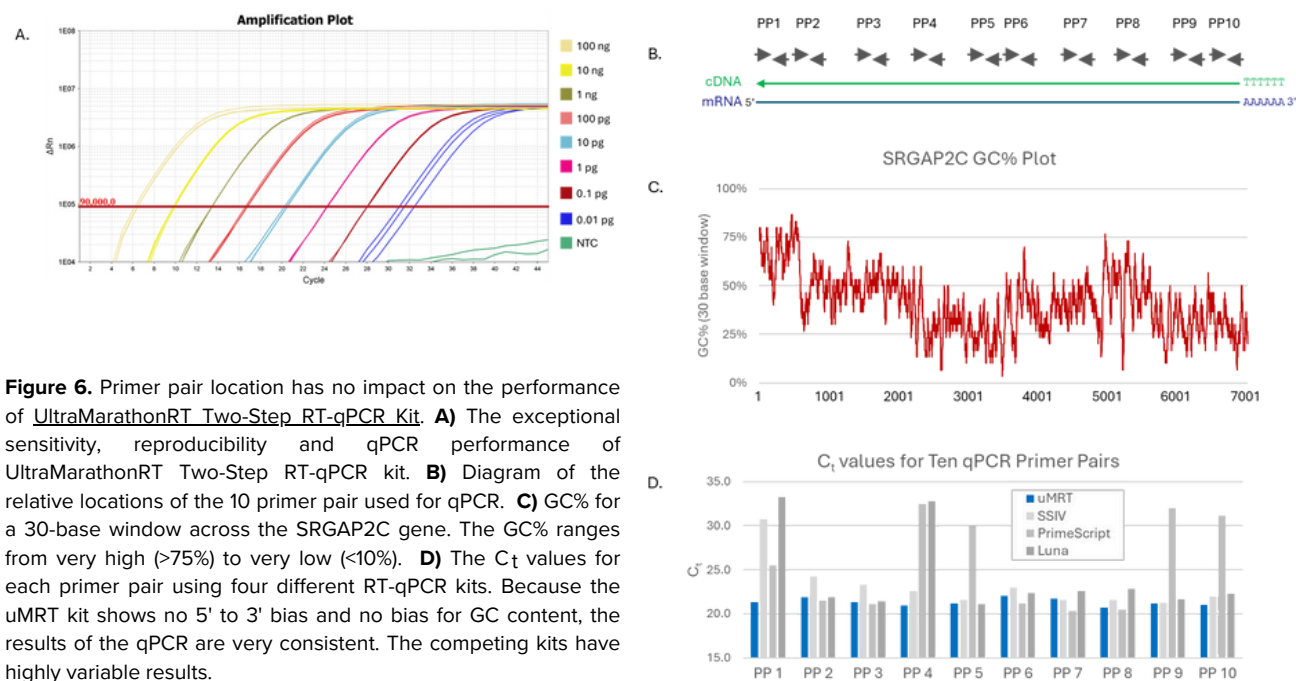 A.
Amplification Plot
1E08
1E07
1E06
1E05
1E04
ΔRn
90,000.0
2 4 6 8 10 12 14 16 18 20 22 24 26 28 30 32 34 36 38 40 42 44
Cycle
100 ng
10 ng
1 ng
100 pg
10 pg
1 pg
0.1 pg
0.01 pg
NTC
Figure 6. Primer pair location has no impact on the performance
of UltraMarathonRT Two-Step RT-qPCR Kit. A) The exceptional
sensitivity, reproducibility and qPCR performance of
UltraMarathonRT Two-Step RT-qPCR kit. B) Diagram of the
relative locations of the 10 primer pair used for qPCR. C) GC% for
a 30-base window across the SRGAP2C gene. The GC% ranges
from very high (>75%) to very low (<10%). D) The Ct values for
each primer pair using four different RT-qPCR kits. Because the
uMRT kit shows no 5' to 3' bias and no bias for GC content, the
results of the qPCR are very consistent. The competing kits have
highly variable results.
B.
PP1 PP2 PP3 PP4 PP5 PP6 PP7 PP8 PP9 PP10
cDNA TTTTTT
mRNA 5' AAAAAA 3'
C.
SRGAP2C GC% Plot
GC% (30 base window)
100%
75%
50%
25%
0%
1 1001 2001 3001 4001 5001 6001 7001
D.
Ct values for Ten qPCR Primer Pairs
Ct
35.0
30.0
25.0
20.0
15.0
uMRT
SSIV
PrimeScript
Luna
PP 1 PP 2 PP 3 PP 4 PP 5 PP 6 PP 7 PP 8 PP 9 PP 10